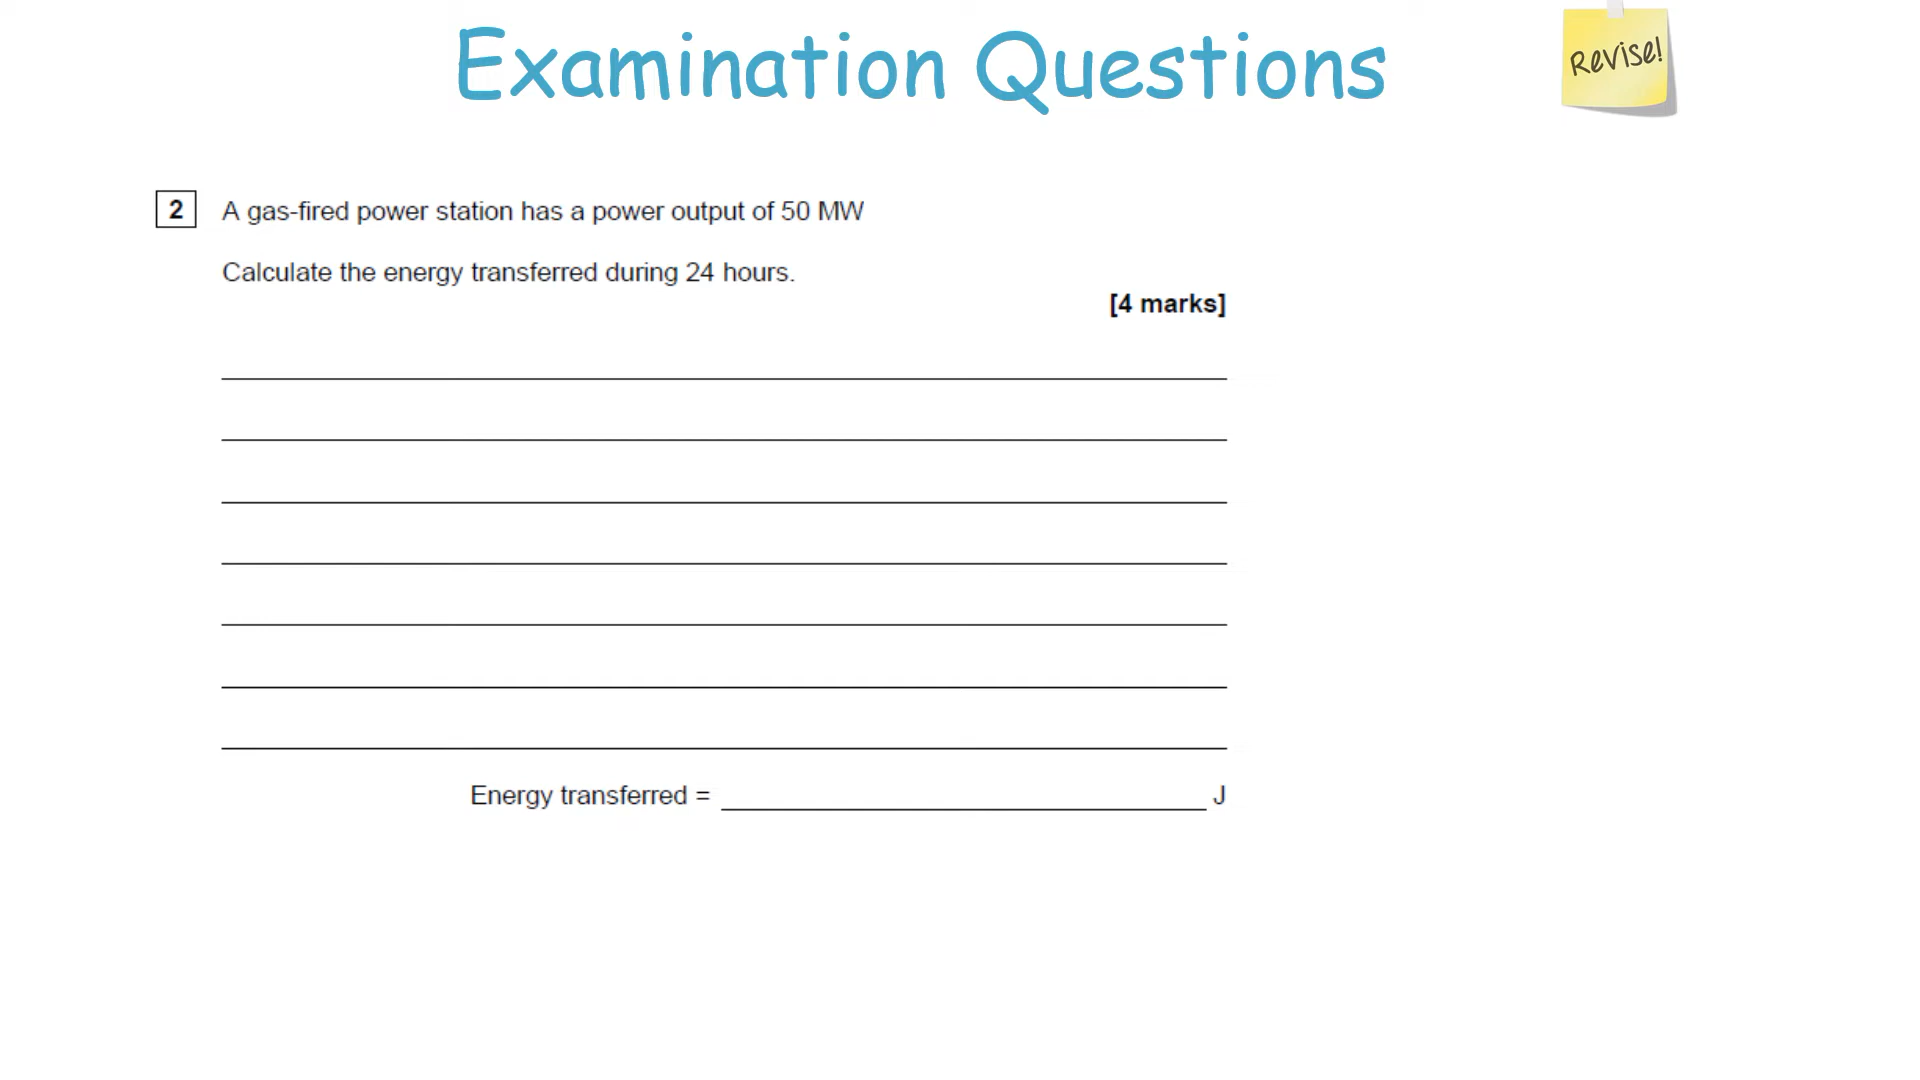 Examination Questions
Revise!
2 A gas-fired power station has a power output of 50 MW
Calculate the energy transferred during 24 hours.
[4 marks]
Energy transferred = J